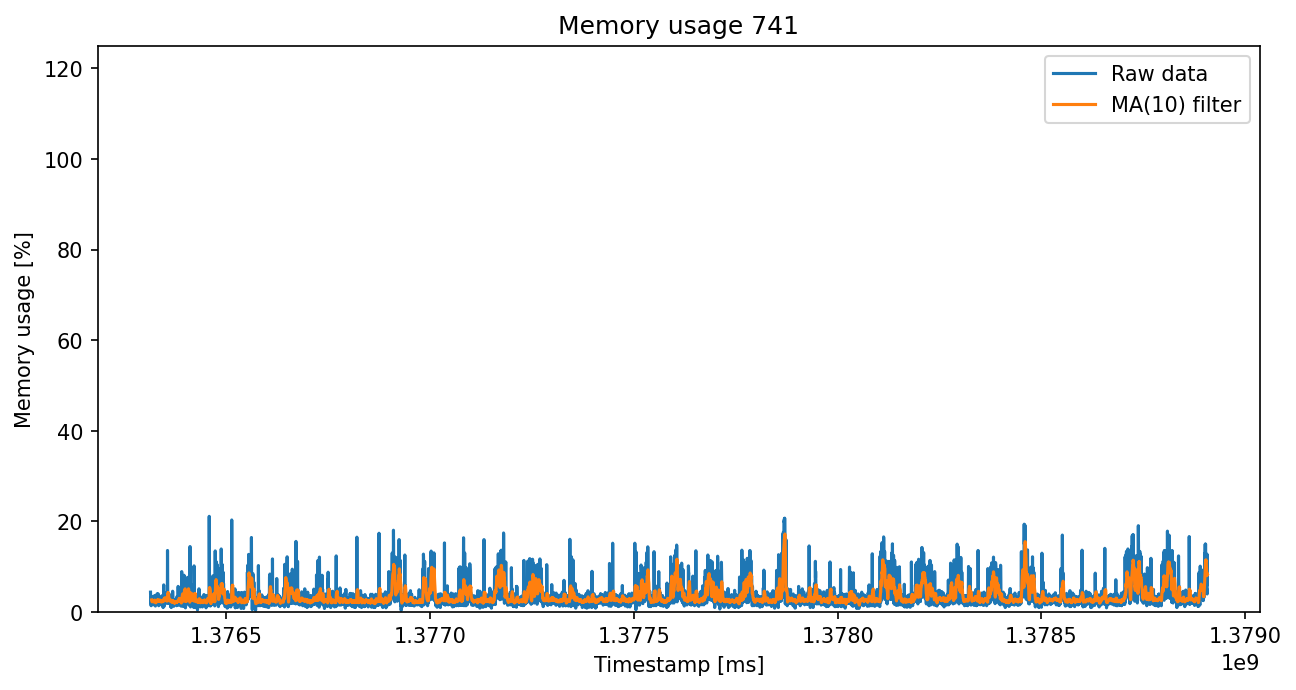 Memory usage 741
Raw data
MA(10) filter
Memory usage [%]
120
100
80
60
40
20
0
1.3765 1.3770 1.3775 1.3780 1.3785 1.3790
1e9
Timestamp [ms]